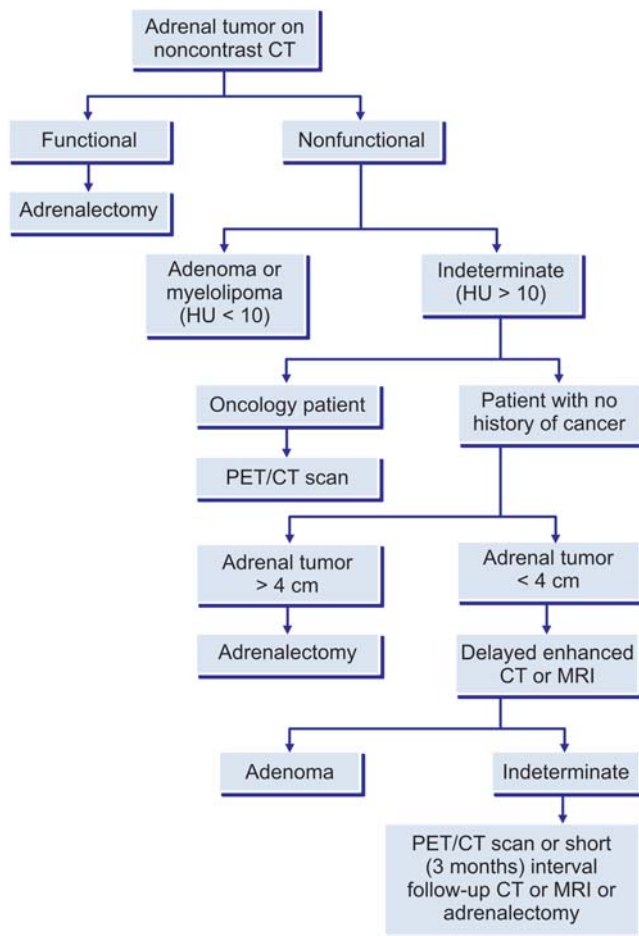 Adrenal tumor on
noncontrast CT
Functional
Nonfunctional
Adrenalectomy
Adenoma or
myelolipoma
(HU < 10)
Indeterminate
(HU > 10)
Oncology patient
Patient with no
history of cancer
PET/CT scan
Adrenal tumor
> 4 cm
Adrenal tumor
< 4 cm
Adrenalectomy
Delayed enhanced
CT or MRI
Adenoma
Indeterminate
PET/CT scan or short
(3 months) interval
follow-up CT or MRI or
adrenalectomy